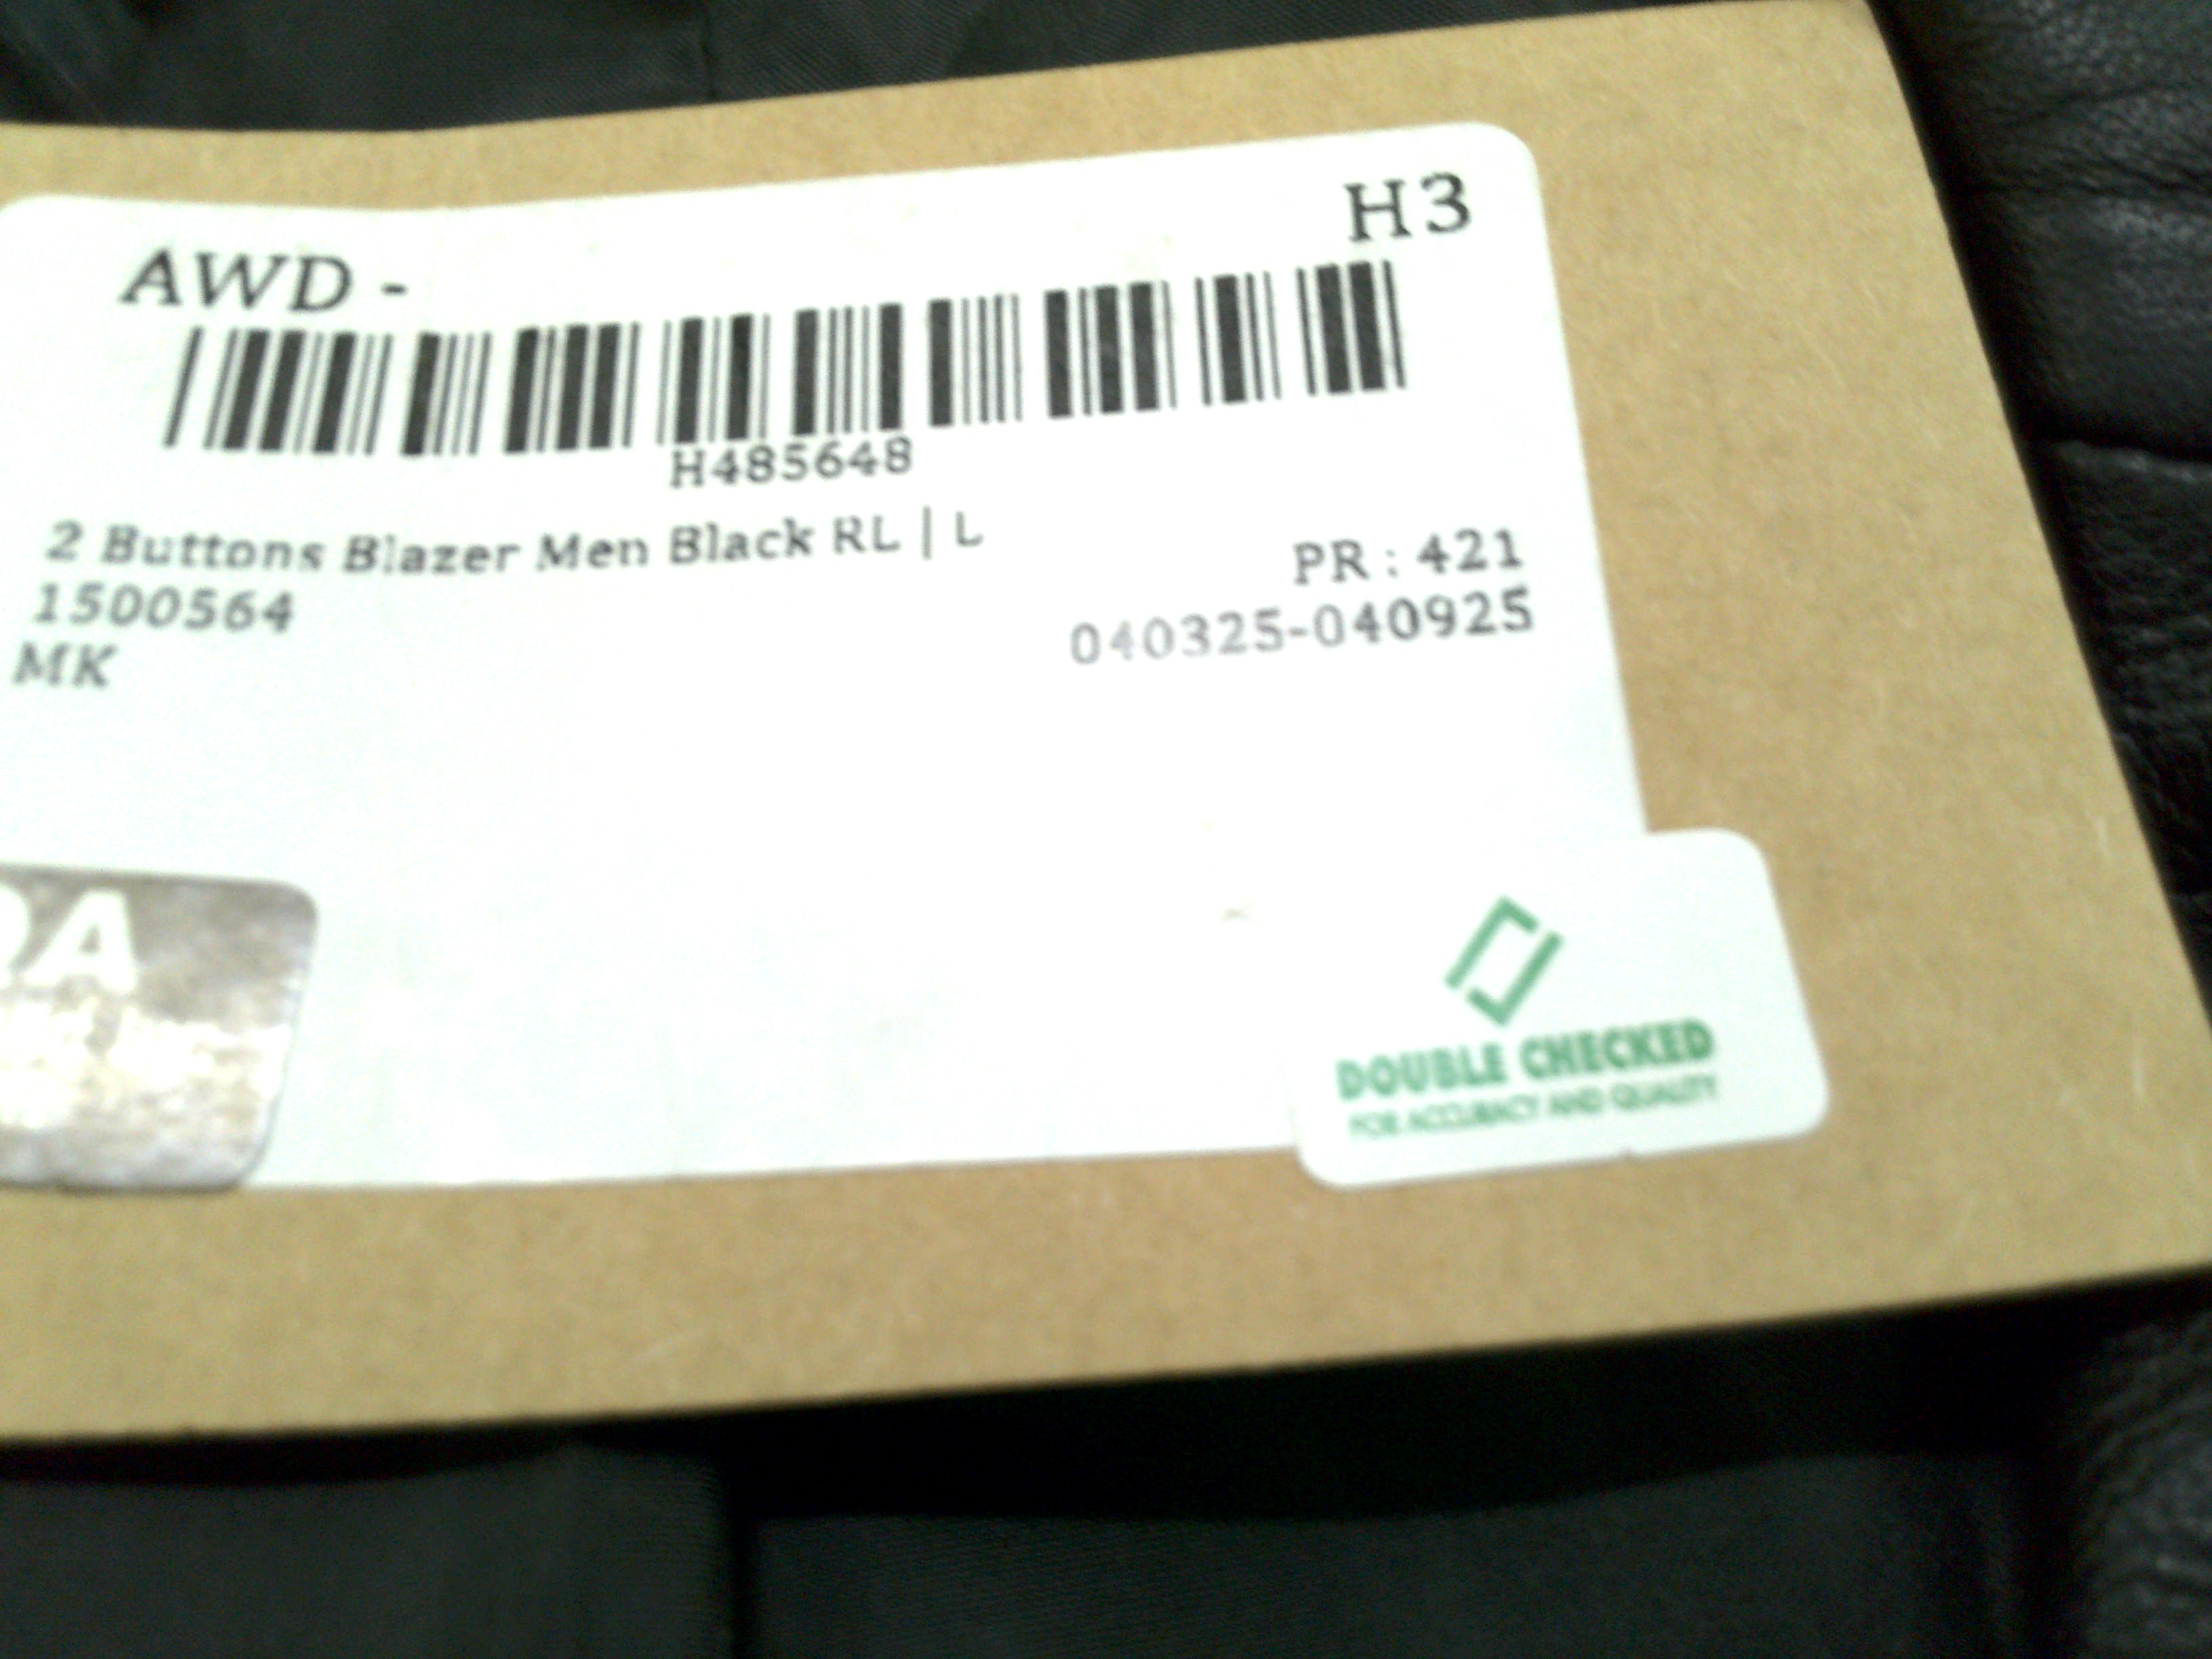 AWD -
H3
H485648
2 Buttons Blazer Men Black RL | L
PR : 421
1500564
040325-040925
MK
DOUBLE CHECKED
FOR ACCURACY AND QUALITY